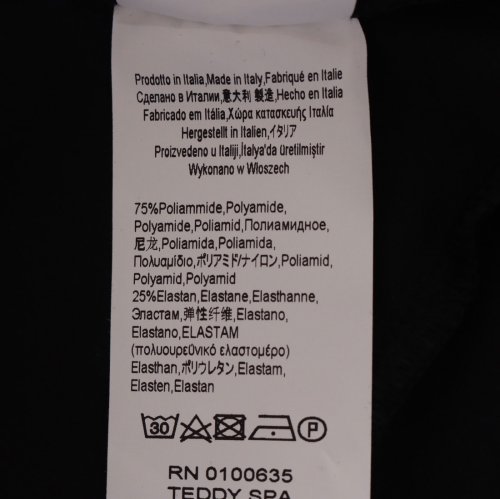 Prodotto in Italia,Made in Italy,Fabriqué en Italie
Сделано в Италии,意大利 製造,Hecho en Italia
Fabricado em Itália,Χώρα κατασκευής Ιταλία
Hergestellt in Italien,イタリア
Proizvedeno u Italiji,İtalya'da üretilmiştir
Wykonano w Wloszech
75%Poliammide,Polyamide,
Polyamide,Poliamid,Полиамидное,
尼龙,Poliamida,Poliamida,
Πολυαμίδιο,ポリアミド/ナイロン,Poliamid,
Polyamid,Polyamid
25%Elastan,Elastane,Elasthanne,
Эластам,弹性纤维,Elastano,
Elastano,ELASTAM
(πολυουρεθνικό ελαστομέρο)
Elasthan,ポリウレタン,Elastam,
Elasten,Elastan
30 P
RN 0100635
TEDDY SPA